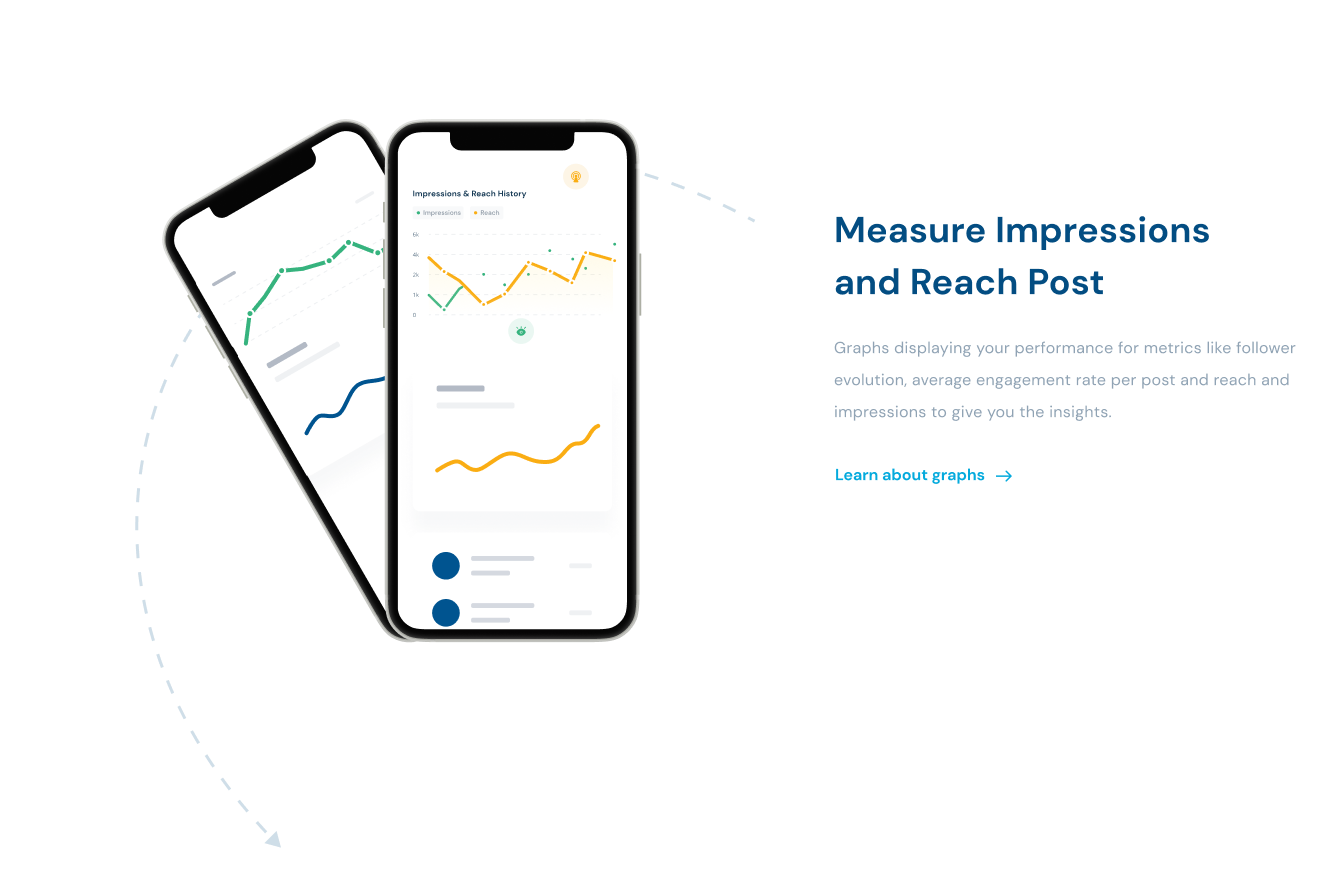 Impressions & Reach History
Impressions
Reach
5k
4k
2k
1k
0
Measure Impressions
and Reach Post
Graphs displaying your performance for metrics like follower
evolution, average engagement rate per post and reach and
impressions to give you the insights.
Learn about graphs